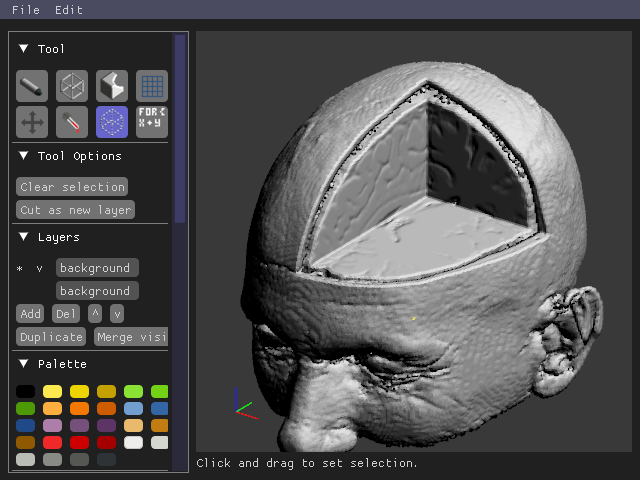 File Edit
▼ Tool
FOR(
X+Y
▼ Tool Options
Clear selection
Cut as new layer
▼ Layers
* v background
background
Add Del ^ v
Duplicate Merge visi
▼ Palette
Click and drag to set selection.